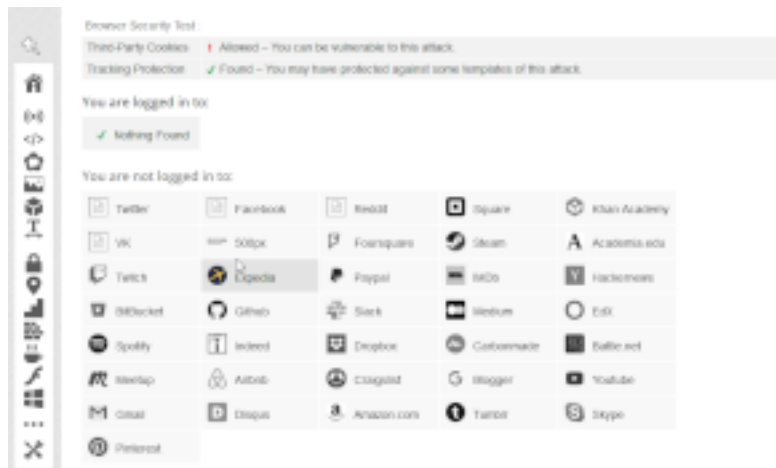 Browser Security Test:
Third-Party Cookies ! Allowed – You can be vulnerable to this attack.
Tracking Protection ✓ Found – You may have protected against some templates of this attack.
You are logged in to:
✓ Nothing Found
You are not logged in to:
Twitter Facebook Reddit Square Khan Academy
VK 500px Foursquare Steam Academia.edu
Twitch Expedia Paypal IMDb Hackernews
BitBucket Github Slack Medium EdX
Spotify Indeed Dropbox Carbonmade Battle.net
Meetup Airbnb Craigslist Blogger Youtube
Gmail Disqus Amazon.com Tumblr Skype
Pinterest